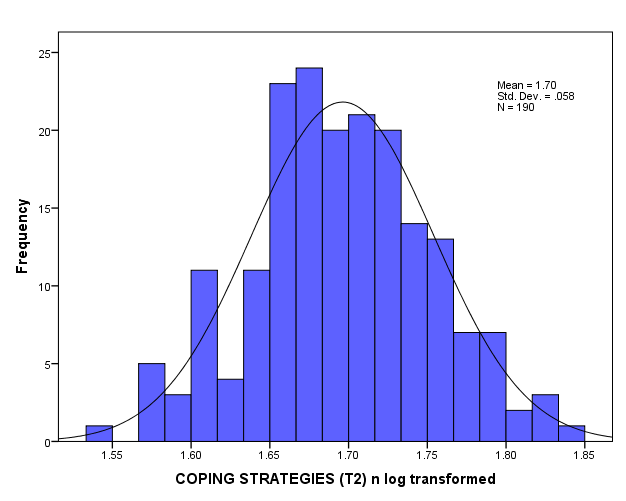 Mean = 1.70
Std. Dev. = .058
N = 190
Frequency
25
20
15
10
5
0
1.55 1.60 1.65 1.70 1.75 1.80 1.85
COPING STRATEGIES (T2) n log transformed